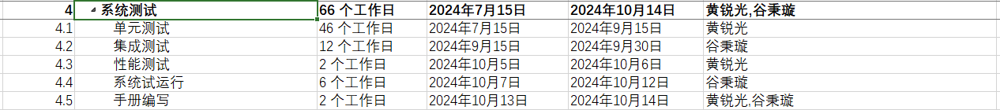 4 系统测试 66 个工作日 2024年7月15日 2024年10月14日 黄锐光,谷秉璇
4.1 单元测试 46 个工作日 2024年7月15日 2024年9月15日 黄锐光
4.2 集成测试 12 个工作日 2024年9月15日 2024年9月30日 谷秉璇
4.3 性能测试 2 个工作日 2024年10月5日 2024年10月6日 黄锐光
4.4 系统试运行 6 个工作日 2024年10月7日 2024年10月12日 谷秉璇
4.5 手册编写 2 个工作日 2024年10月13日 2024年10月14日 黄锐光,谷秉璇